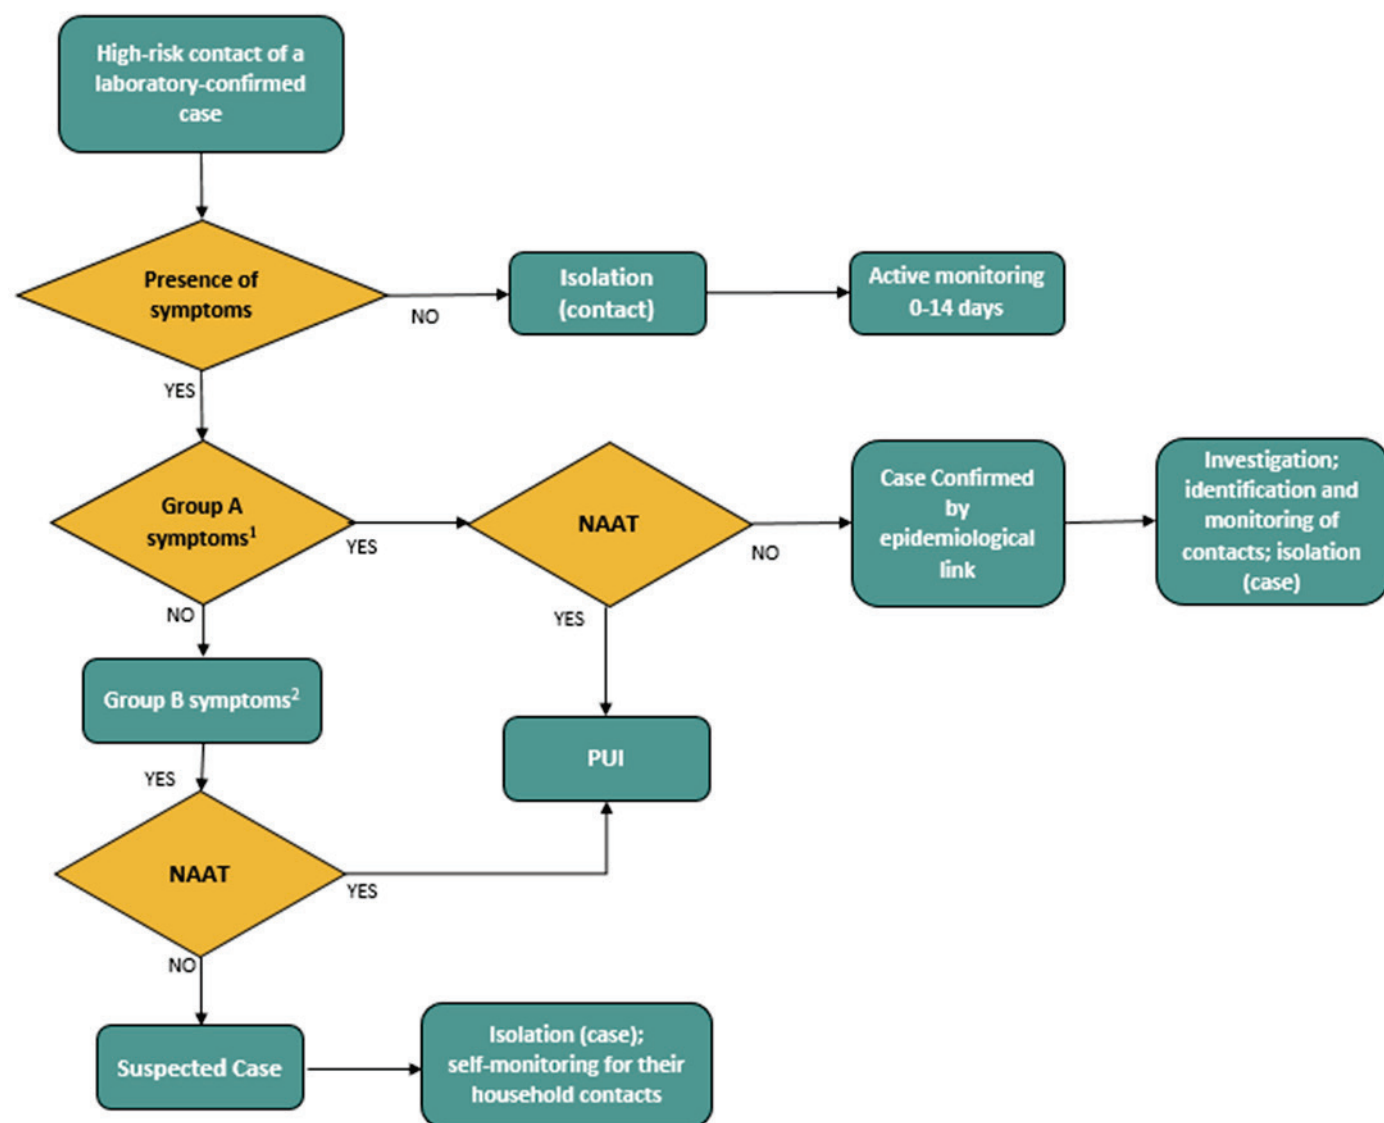 High-risk contact of a
laboratory-confirmed
case
Presence of
symptoms
NO
Isolation
(contact)
Active monitoring
0-14 days
YES
Group A
symptoms¹
YES
NAAT
NO
Case Confirmed
by
epidemiological
link
Investigation;
identification and
monitoring of
contacts; isolation
(case)
NO
YES
Group B symptoms²
PUI
YES
NAAT
YES
NO
Suspected Case
Isolation (case);
self-monitoring for their
household contacts